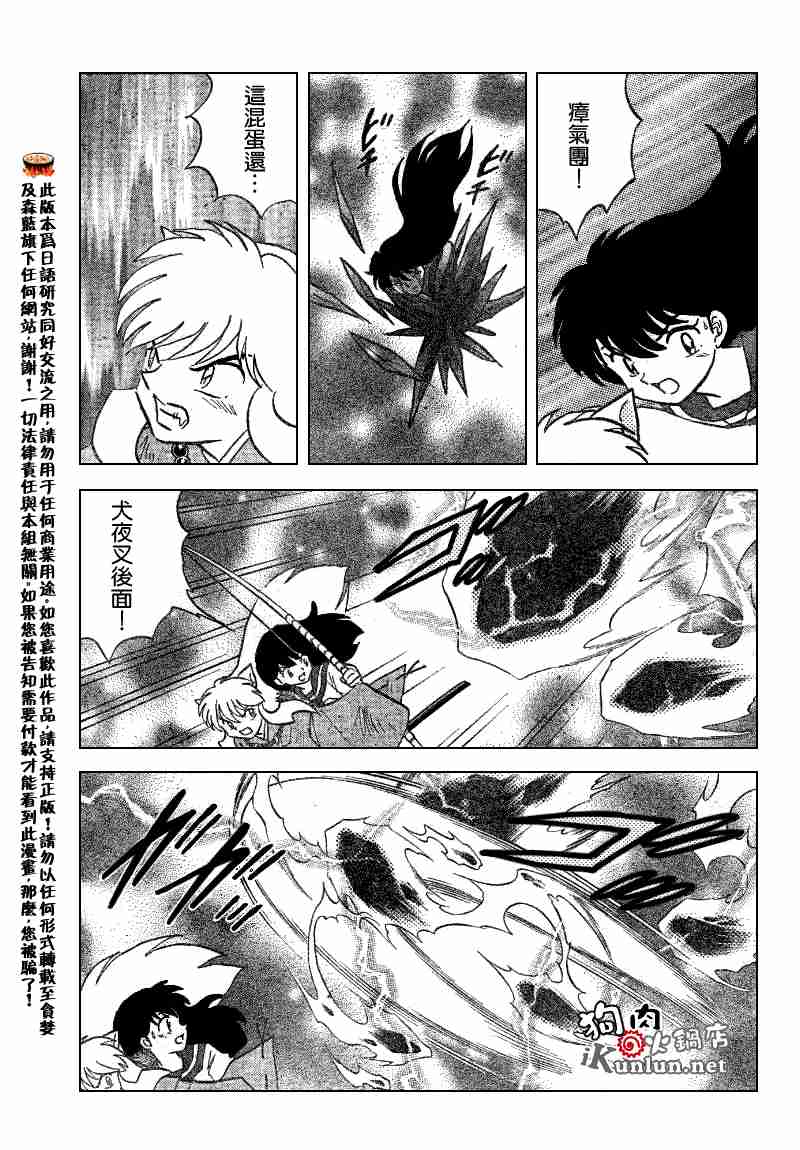 瘴氣團！
ビチ
ビチ
這混蛋還…
ゴ
犬夜叉後面！
ゴ
ガガ
狗肉火鍋店
iKunlun.net
此版本爲日語研究同好交流之用，請勿用于任何商業用途。如您喜歡此作品，請支持正版！請勿以任何形式轉載至貪婪
及森藍旗下任何網站，謝謝！一切法律責任與本組無關。如果您被告知需要付款才能看到此漫畫，那麽，您被騙了！